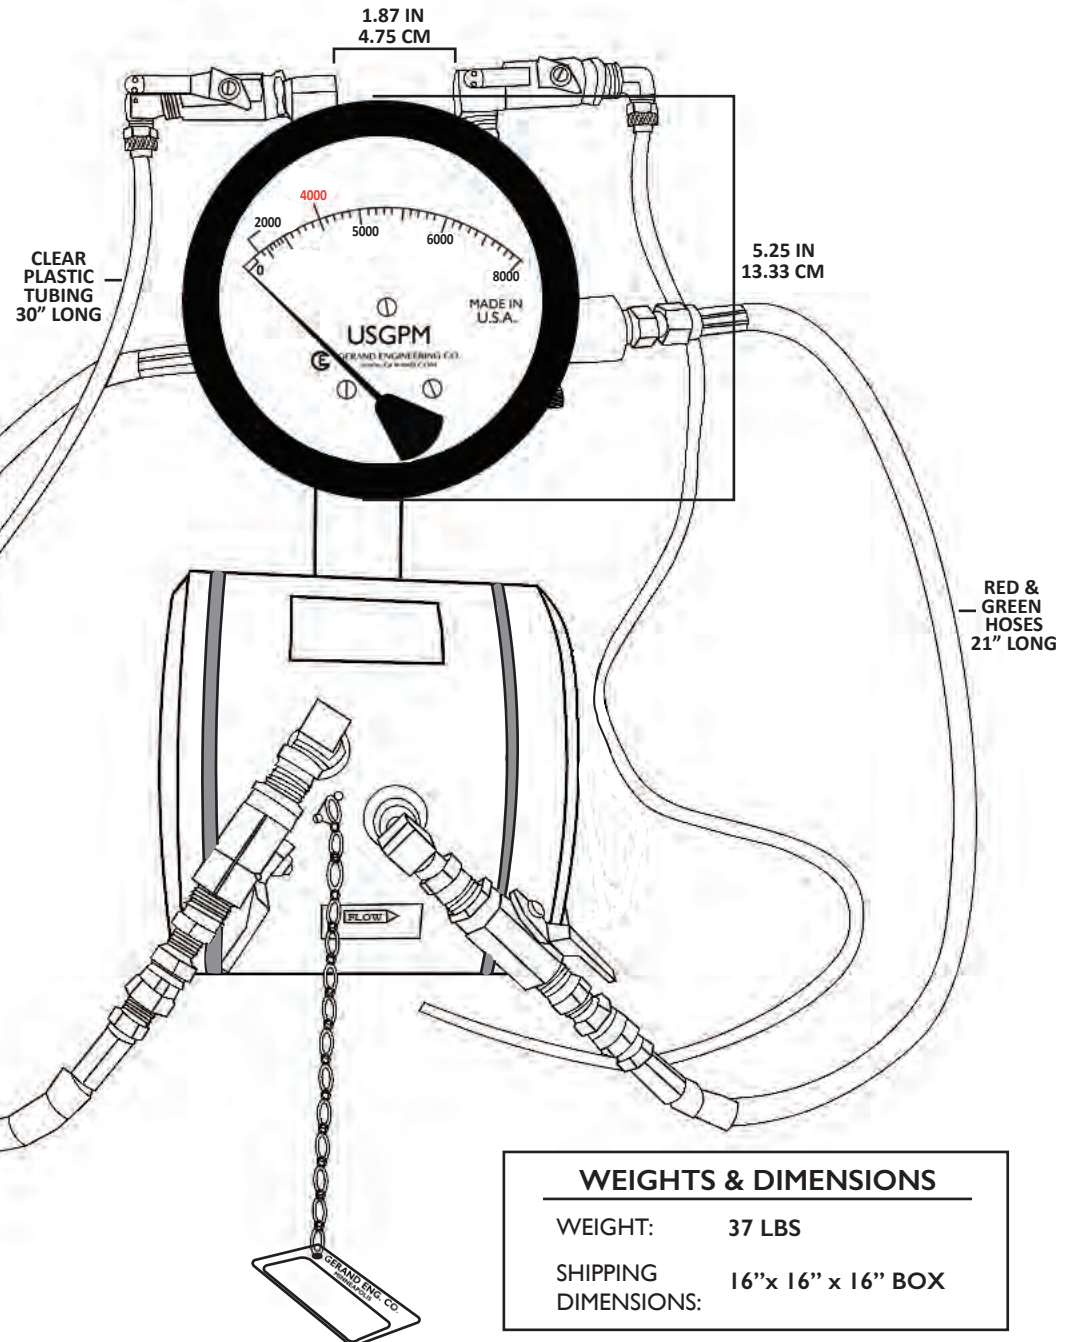 1.87 IN
4.75 CM
4000
2000
5000
6000
0
8000
CLEAR
PLASTIC
TUBING
30” LONG
5.25 IN
13.33 CM
MADE IN
U.S.A.
USGPM
GERAND ENGINEERING CO.
RED &
GREEN
HOSES
21” LONG
FLOW
GERAND ENG. CO.
MINNEAPOLIS
WEIGHTS & DIMENSIONS
WEIGHT: 37 LBS
SHIPPING
DIMENSIONS: 16”x 16” x 16” BOX